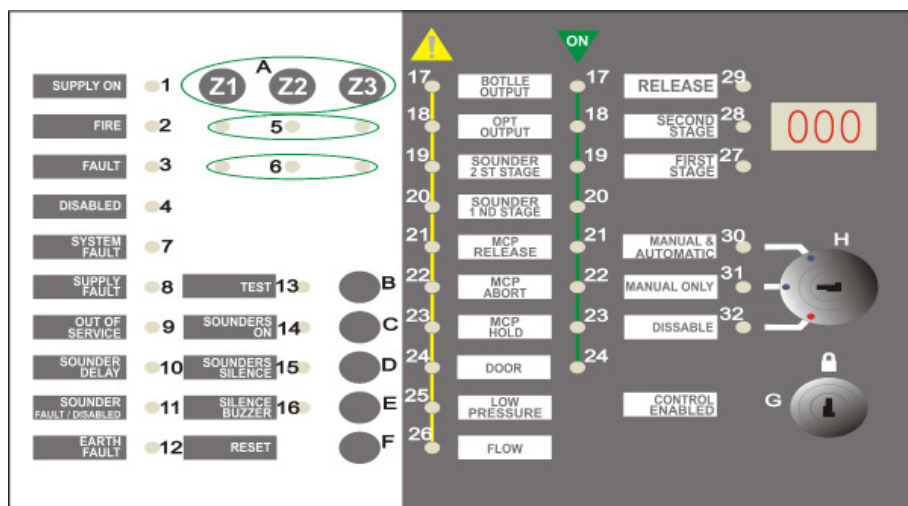 A
Z1 Z2 Z3
SUPPLY ON 1
FIRE 2 5
FAULT 3 6
DISABLED 4
SYSTEM
FAULT 7
SUPPLY
FAULT 8
TEST 13 B
OUT OF
SERVICE 9
SOUNDERS
ON 14 C
SOUNDER
DELAY 10
SOUNDERS
SILENCE 15 D
SOUNDER
FAULT / DISABLED 11
SILENCE
BUZZER 16 E
EARTH
FAULT 12
RESET F
! ON
17 BOTLLE
OUTPUT 17
18 OPT
OUTPUT 18
19 SOUNDER
2 ST STAGE 19
20 SOUNDER
1 ND STAGE 20
21 MCP
RELEASE 21
22 MCP
ABORT 22
23 MCP
HOLD 23
24 DOOR 24
25 LOW
PRESSURE
26 FLOW
RELEASE 29
SECOND
STAGE 28
FIRST
STAGE 27
000
MANUAL &
AUTOMATIC 30
H
MANUAL ONLY 31
DISSABLE 32
CONTROL
ENABLED
G